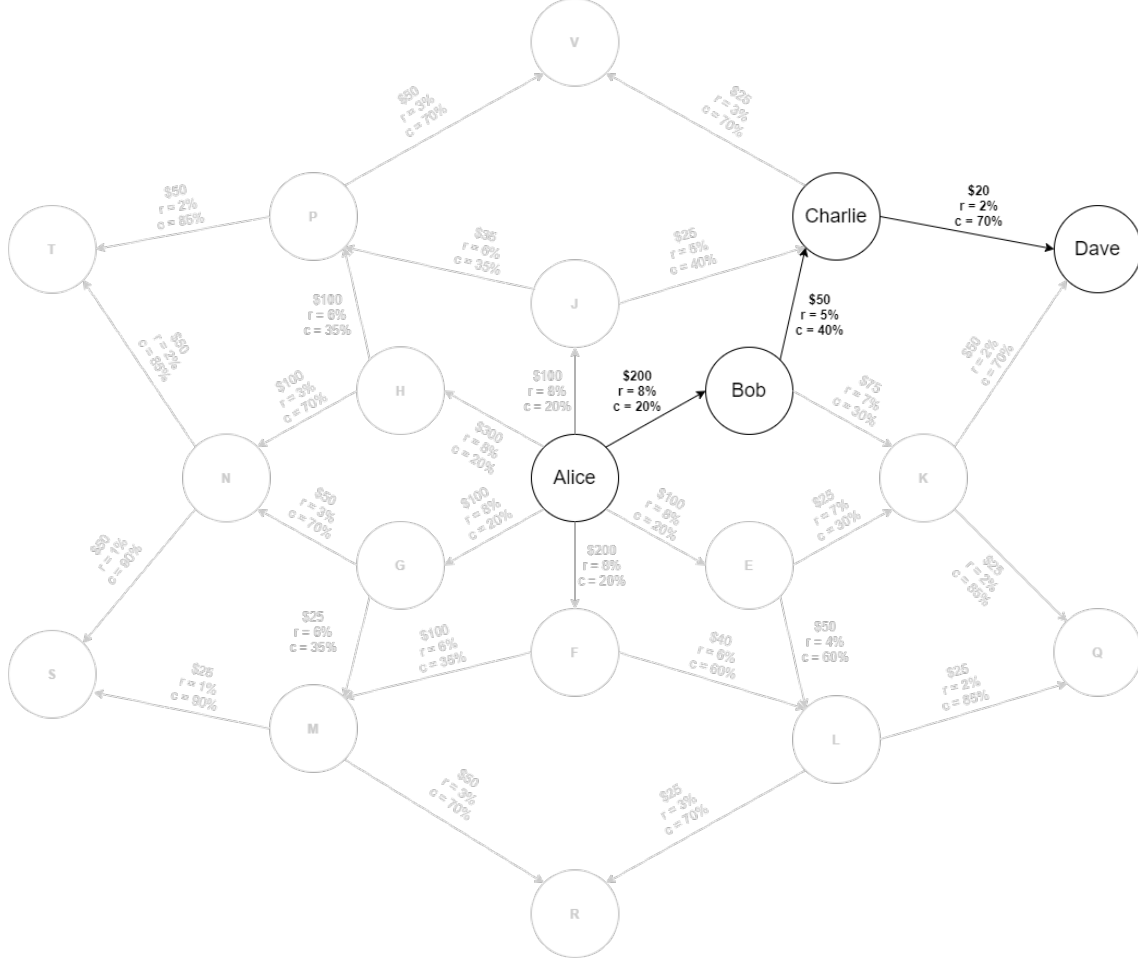 V
$50
r = 3%
c = 70%
$25
r = 3%
c = 70%
$50
r = 2%
c = 85%
P
Charlie
$20
r = 2%
c = 70%
T
Dave
$35
r = 6%
c = 35%
$25
r = 5%
c = 40%
J
$100
r = 6%
c = 35%
$50
r = 5%
c = 40%
$50
r = 2%
c = 85%
$100
r = 3%
c = 70%
H
$100
r = 8%
c = 20%
$200
r = 8%
c = 20%
Bob
$75
r = 7%
c = 30%
$50
r = 2%
c = 70%
$300
r = 8%
c = 20%
N
Alice
K
$50
r = 3%
c = 70%
$100
r = 8%
c = 20%
$100
r = 8%
c = 20%
$25
r = 7%
c = 30%
$50
r = 1%
c = 90%
G
$200
r = 8%
c = 20%
E
$25
r = 2%
c = 85%
$25
r = 6%
c = 35%
$100
r = 6%
c = 35%
F
$40
r = 6%
c = 60%
$50
r = 4%
c = 60%
S
$25
r = 1%
c = 90%
Q
$25
r = 2%
c = 85%
M
L
$50
r = 3%
c = 70%
$25
r = 3%
c = 70%
R